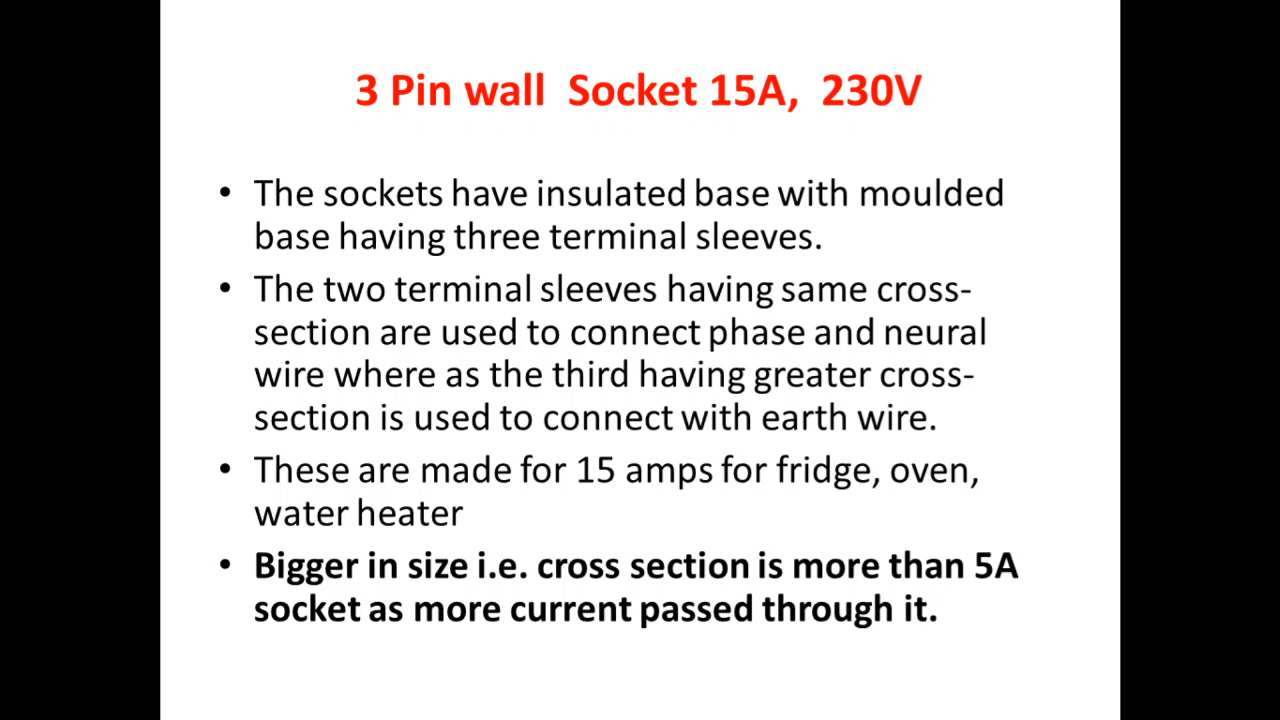 3 Pin wall Socket 15A, 230V
• The sockets have insulated base with moulded
base having three terminal sleeves.
• The two terminal sleeves having same cross-
section are used to connect phase and neural
wire where as the third having greater cross-
section is used to connect with earth wire.
• These are made for 15 amps for fridge, oven,
water heater
• Bigger in size i.e. cross section is more than 5A
socket as more current passed through it.